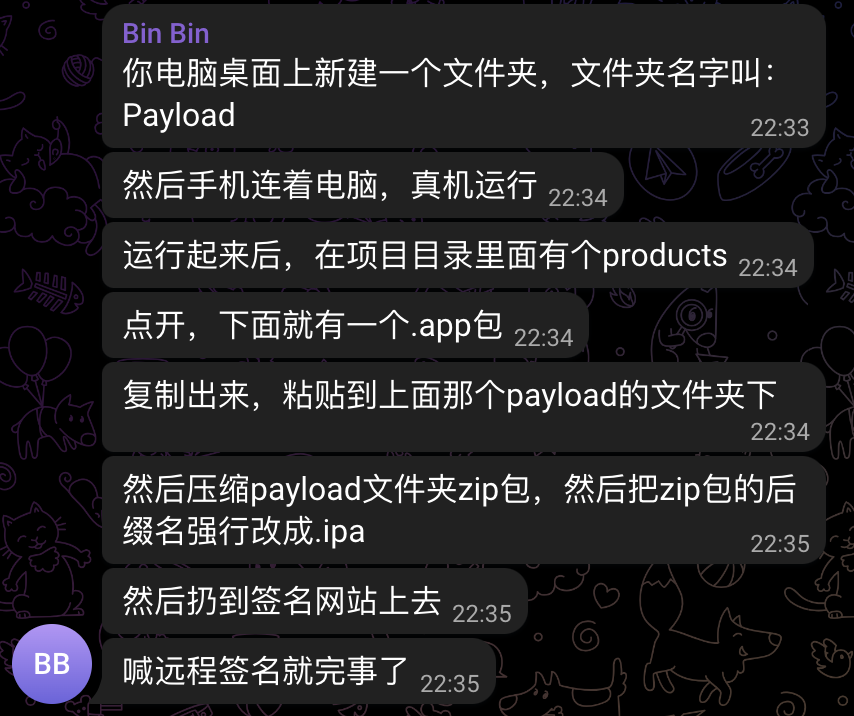 Bin Bin
你电脑桌面上新建一个文件夹，文件夹名字叫：
Payload
22:33
然后手机连着电脑，真机运行 22:34
运行起来后，在项目目录里面有个products 22:34
点开，下面就有一个.app包 22:34
复制出来，粘贴到上面那个payload的文件夹下
22:34
然后压缩payload文件夹zip包，然后把zip包的后
缀名强行改成.ipa
22:35
然后扔到签名网站上去 22:35
BB
喊远程签名就完事了 22:35